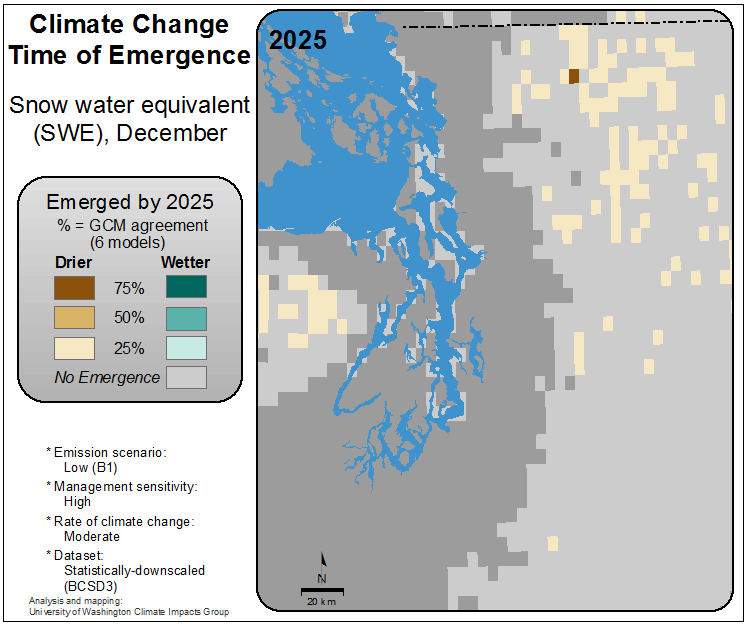 Climate Change
Time of Emergence
Snow water equivalent
(SWE), December
Emerged by 2025
% = GCM agreement
(6 models)
Drier Wetter
75%
50%
25%
No Emergence
* Emission scenario:
Low (B1)
* Management sensitivity:
High
* Rate of climate change:
Moderate
* Dataset:
Statistically-downscaled
(BCSD3)
Analysis and mapping:
University of Washington Climate Impacts Group
2025
N
20 km